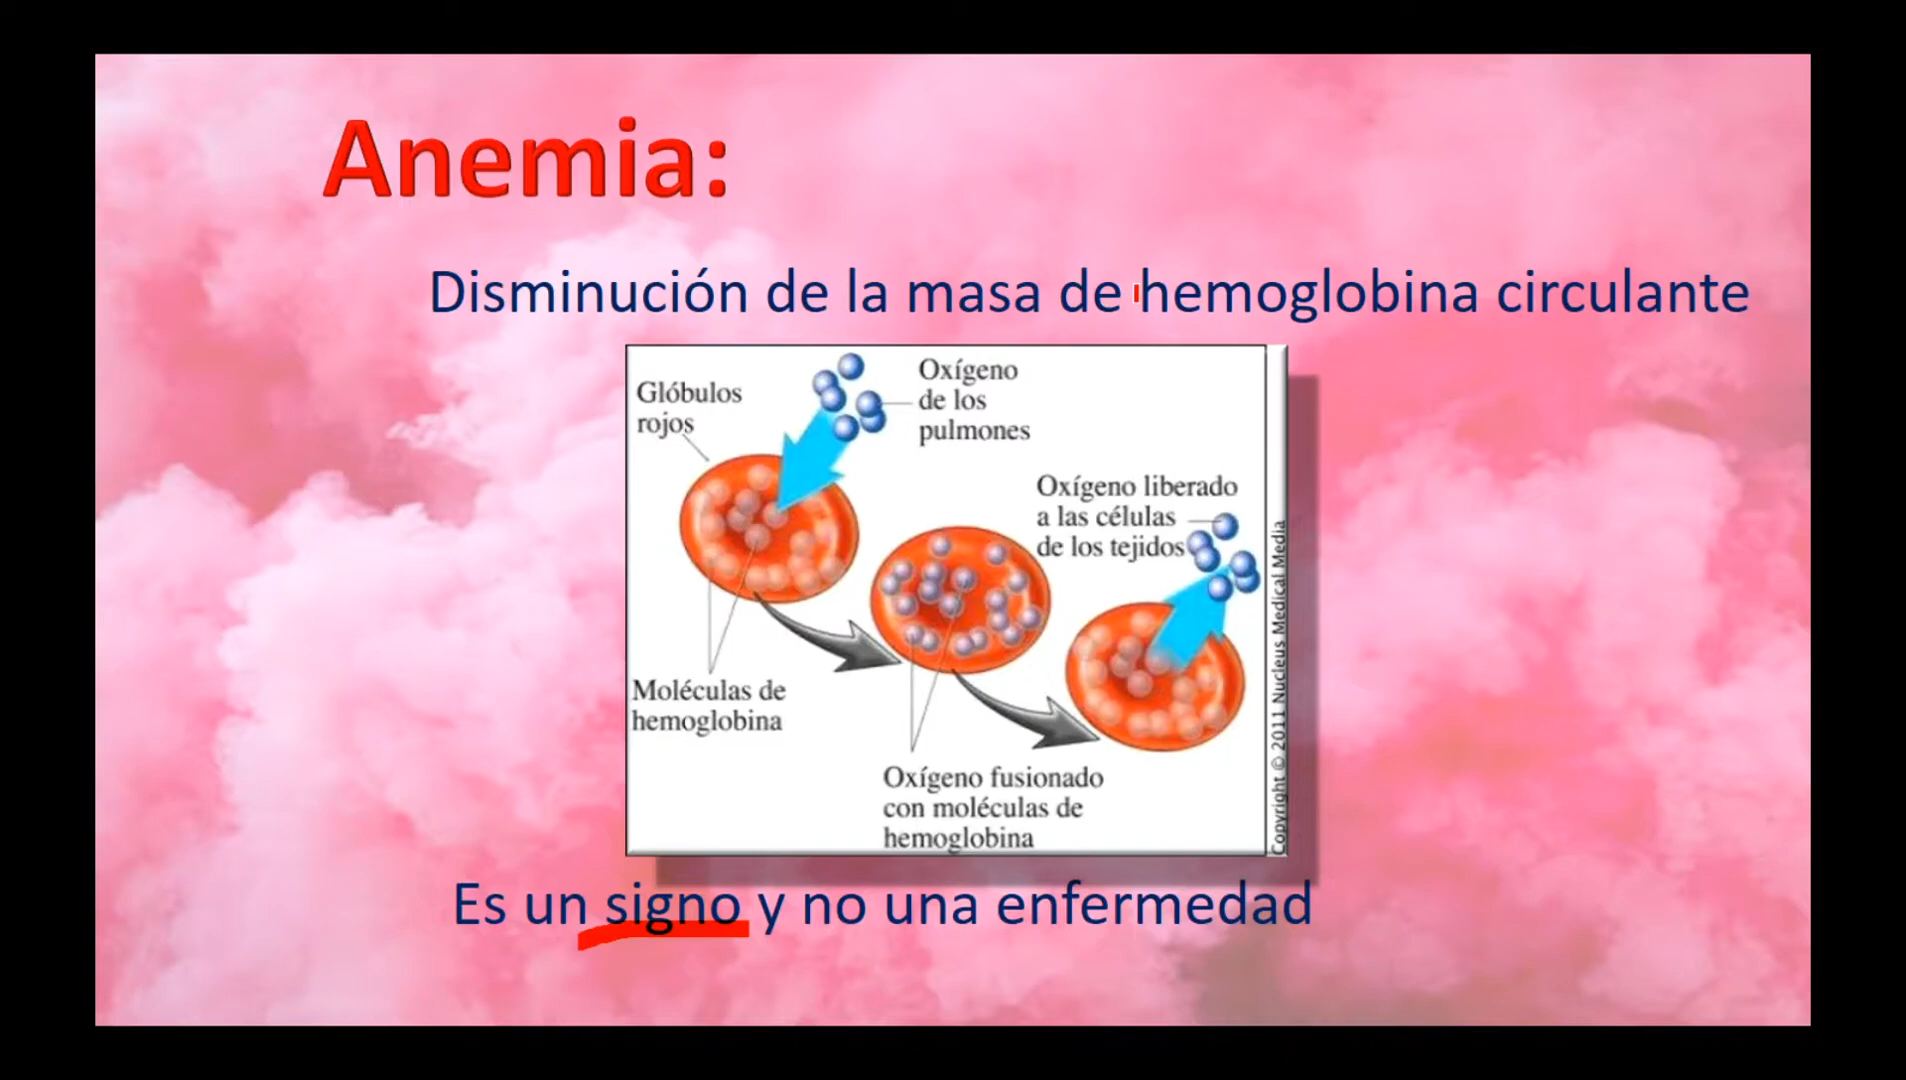 Anemia:
Disminución de la masa de hemoglobina circulante
Glóbulos
rojos
Oxígeno
de los
pulmones
Oxígeno liberado
a las células
de los tejidos
Moléculas de
hemoglobina
Oxígeno fusionado
con moléculas de
hemoglobina
Copyright © 2011 Nucleus Medical Media
Es un signo y no una enfermedad